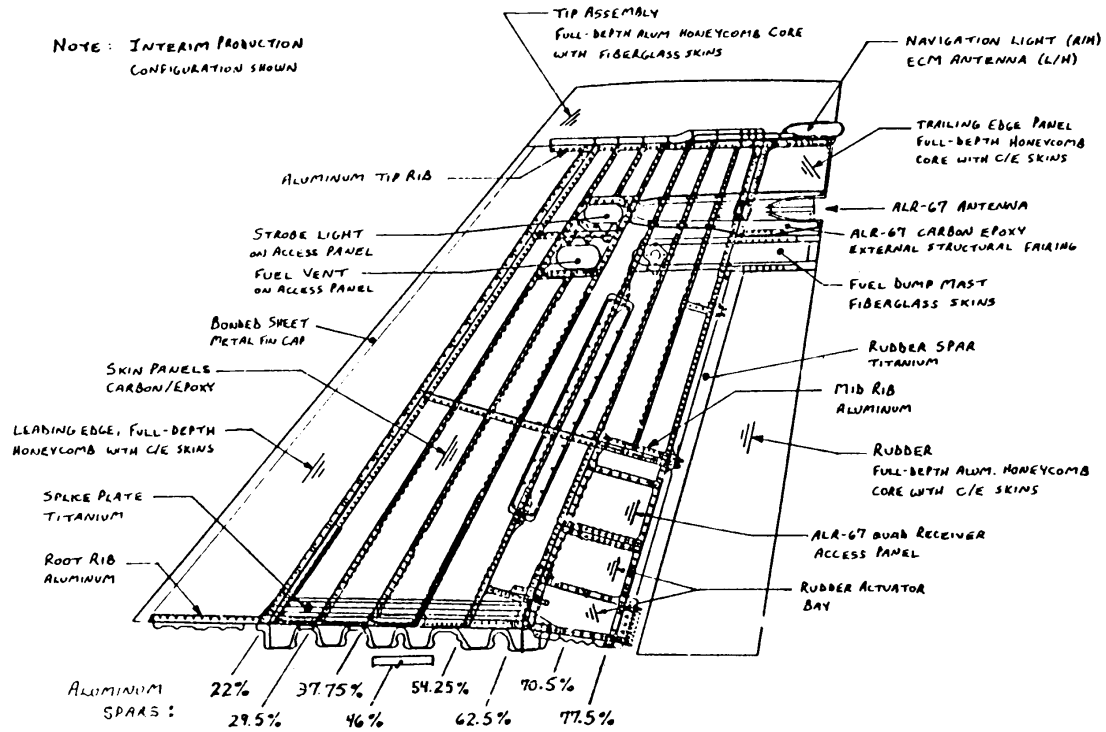 NOTE: INTERIM PRODUCTION
CONFIGURATION SHOWN
TIP ASSEMBLY
FULL-DEPTH ALUM HONEYCOMB CORE
WITH FIBERGLASS SKINS
NAVIGATION LIGHT (R/H)
ECM ANTENNA (L/H)
TRAILING EDGE PANEL
FULL-DEPTH HONEYCOMB
CORE WITH C/E SKINS
ALUMINUM TIP RIB
ALR-67 ANTENNA
STROBE LIGHT
ON ACCESS PANEL
ALR-67 CARBON EPOXY
EXTERNAL STRUCTURAL FAIRING
FUEL VENT
ON ACCESS PANEL
FUEL DUMP MAST
FIBERGLASS SKINS
BONDED SHEET
METAL FIN CAP
RUDDER SPAR
TITANIUM
SKIN PANELS
CARBON/EPOXY
MID RIB
ALUMINUM
LEADING EDGE, FULL-DEPTH
HONEYCOMB WITH C/E SKINS
RUDDER
FULL-DEPTH ALUM. HONEYCOMB
CORE WITH C/E SKINS
SPLICE PLATE
TITANIUM
ALR-67 QUAD RECEIVER
ACCESS PANEL
ROOT RIB
ALUMINUM
RUDDER ACTUATOR
BAY
ALUMINUM
SPARS:
22%
29.5%
37.75%
46%
54.25%
62.5%
70.5%
77.5%